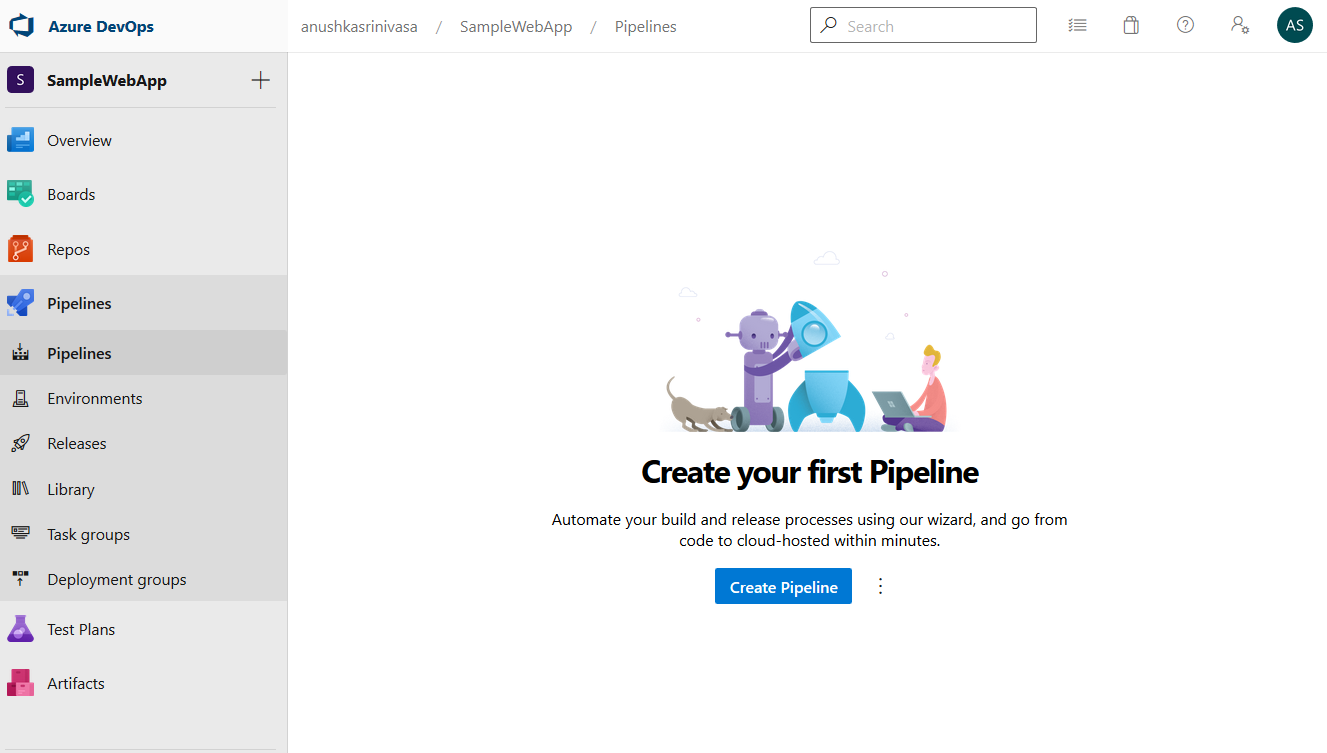 Azure DevOps
anushkasrinivasa / SampleWebApp / Pipelines
Search
AS
S SampleWebApp
Overview
Boards
Repos
Pipelines
Pipelines
Environments
Releases
Library
Task groups
Deployment groups
Test Plans
Artifacts
Create your first Pipeline
Automate your build and release processes using our wizard, and go from
code to cloud-hosted within minutes.
Create Pipeline